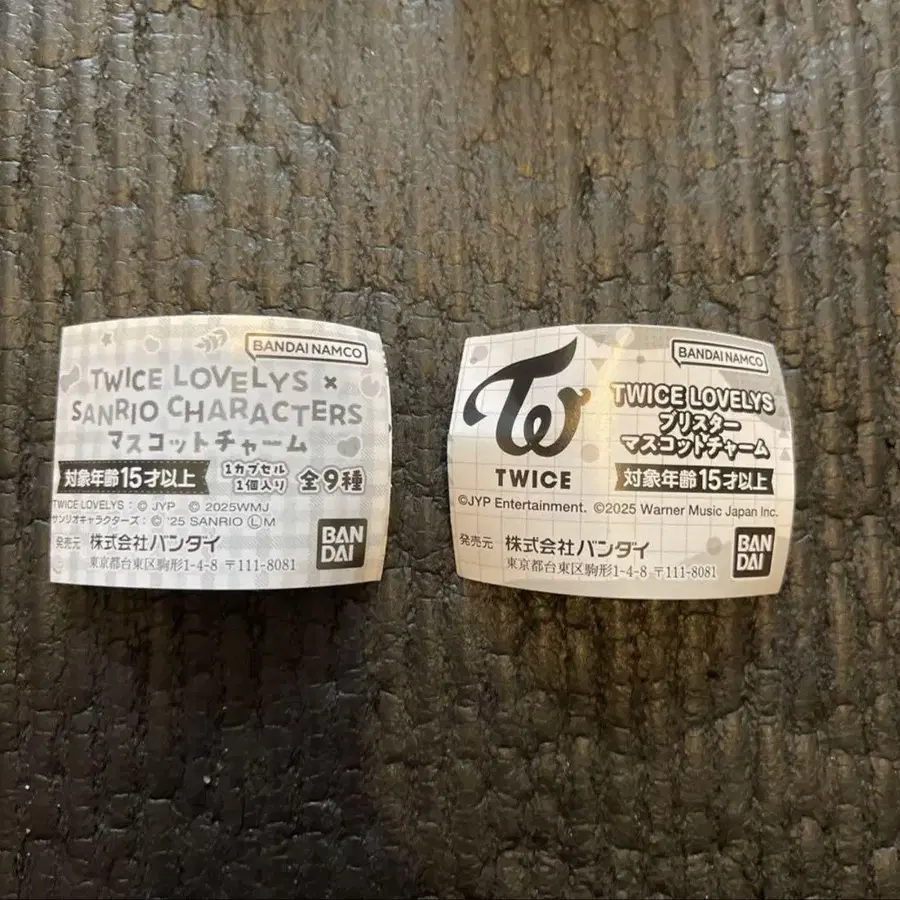 BANDAI NAMCO
TWICE LOVELYS ×
SANRIO CHARACTERS
マスコットチャーム
対象年齢15才以上
1カプセル
1個入り
全9種
TWICE LOVELYS : © JYP © 2025WMJ
サンリオキャラクターズ : © '25 SANRIO Ⓛ M
発売元 株式会社バンダイ
東京都台東区駒形1-4-8 〒111-8081
BAN
DAI
BANDAI NAMCO
TWICE
TWICE LOVELYS
ブリスター
マスコットチャーム
対象年齢15才以上
©JYP Entertainment. ©2025 Warner Music Japan Inc.
発売元 株式会社バンダイ
東京都台東区駒形1-4-8 〒111-8081
BAN
DAI